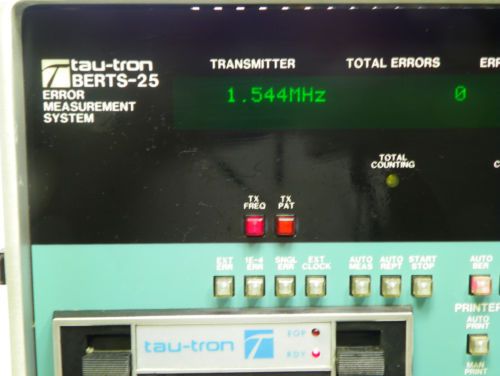 tau-tron
BERTS-25
ERROR
MEASUREMENT
SYSTEM
TRANSMITTER
TOTAL ERRORS
ERR
1.544MHz
0
TOTAL
COUNTING
TX
FREQ
TX
PAT
EXT
ERR
1E-4
ERR
SNGL
ERR
EXT
CLOCK
AUTO
MEAS
AUTO
REPT
START
STOP
AUTO
BER
PRINTER
AUTO
PRINT
MAN
PRINT
tau-tron
EOP
RDY